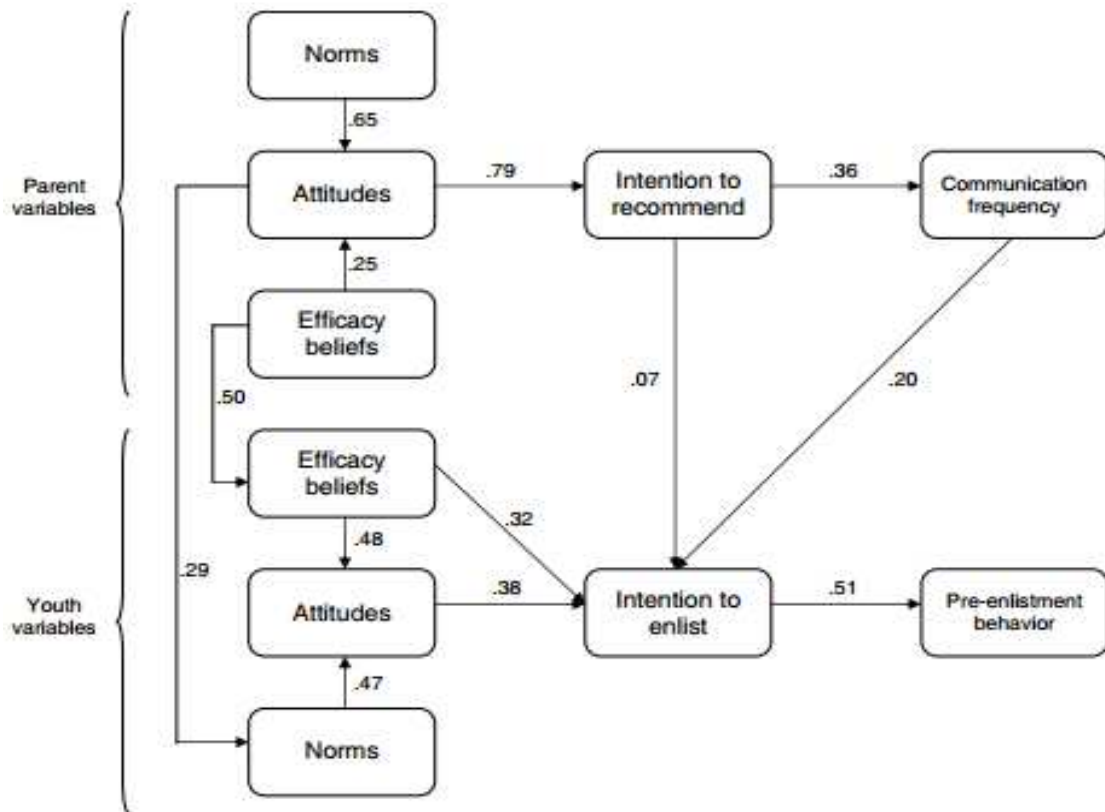 Norms
.65
Parent
variables
Attitudes
.79
Intention to
recommend
.36
Communication
frequency
.25
Efficacy
beliefs
.50
.07
.20
Efficacy
beliefs
.32
.48
.29
Youth
variables
Attitudes
.38
Intention to
enlist
.51
Pre-enlistment
behavior
.47
Norms